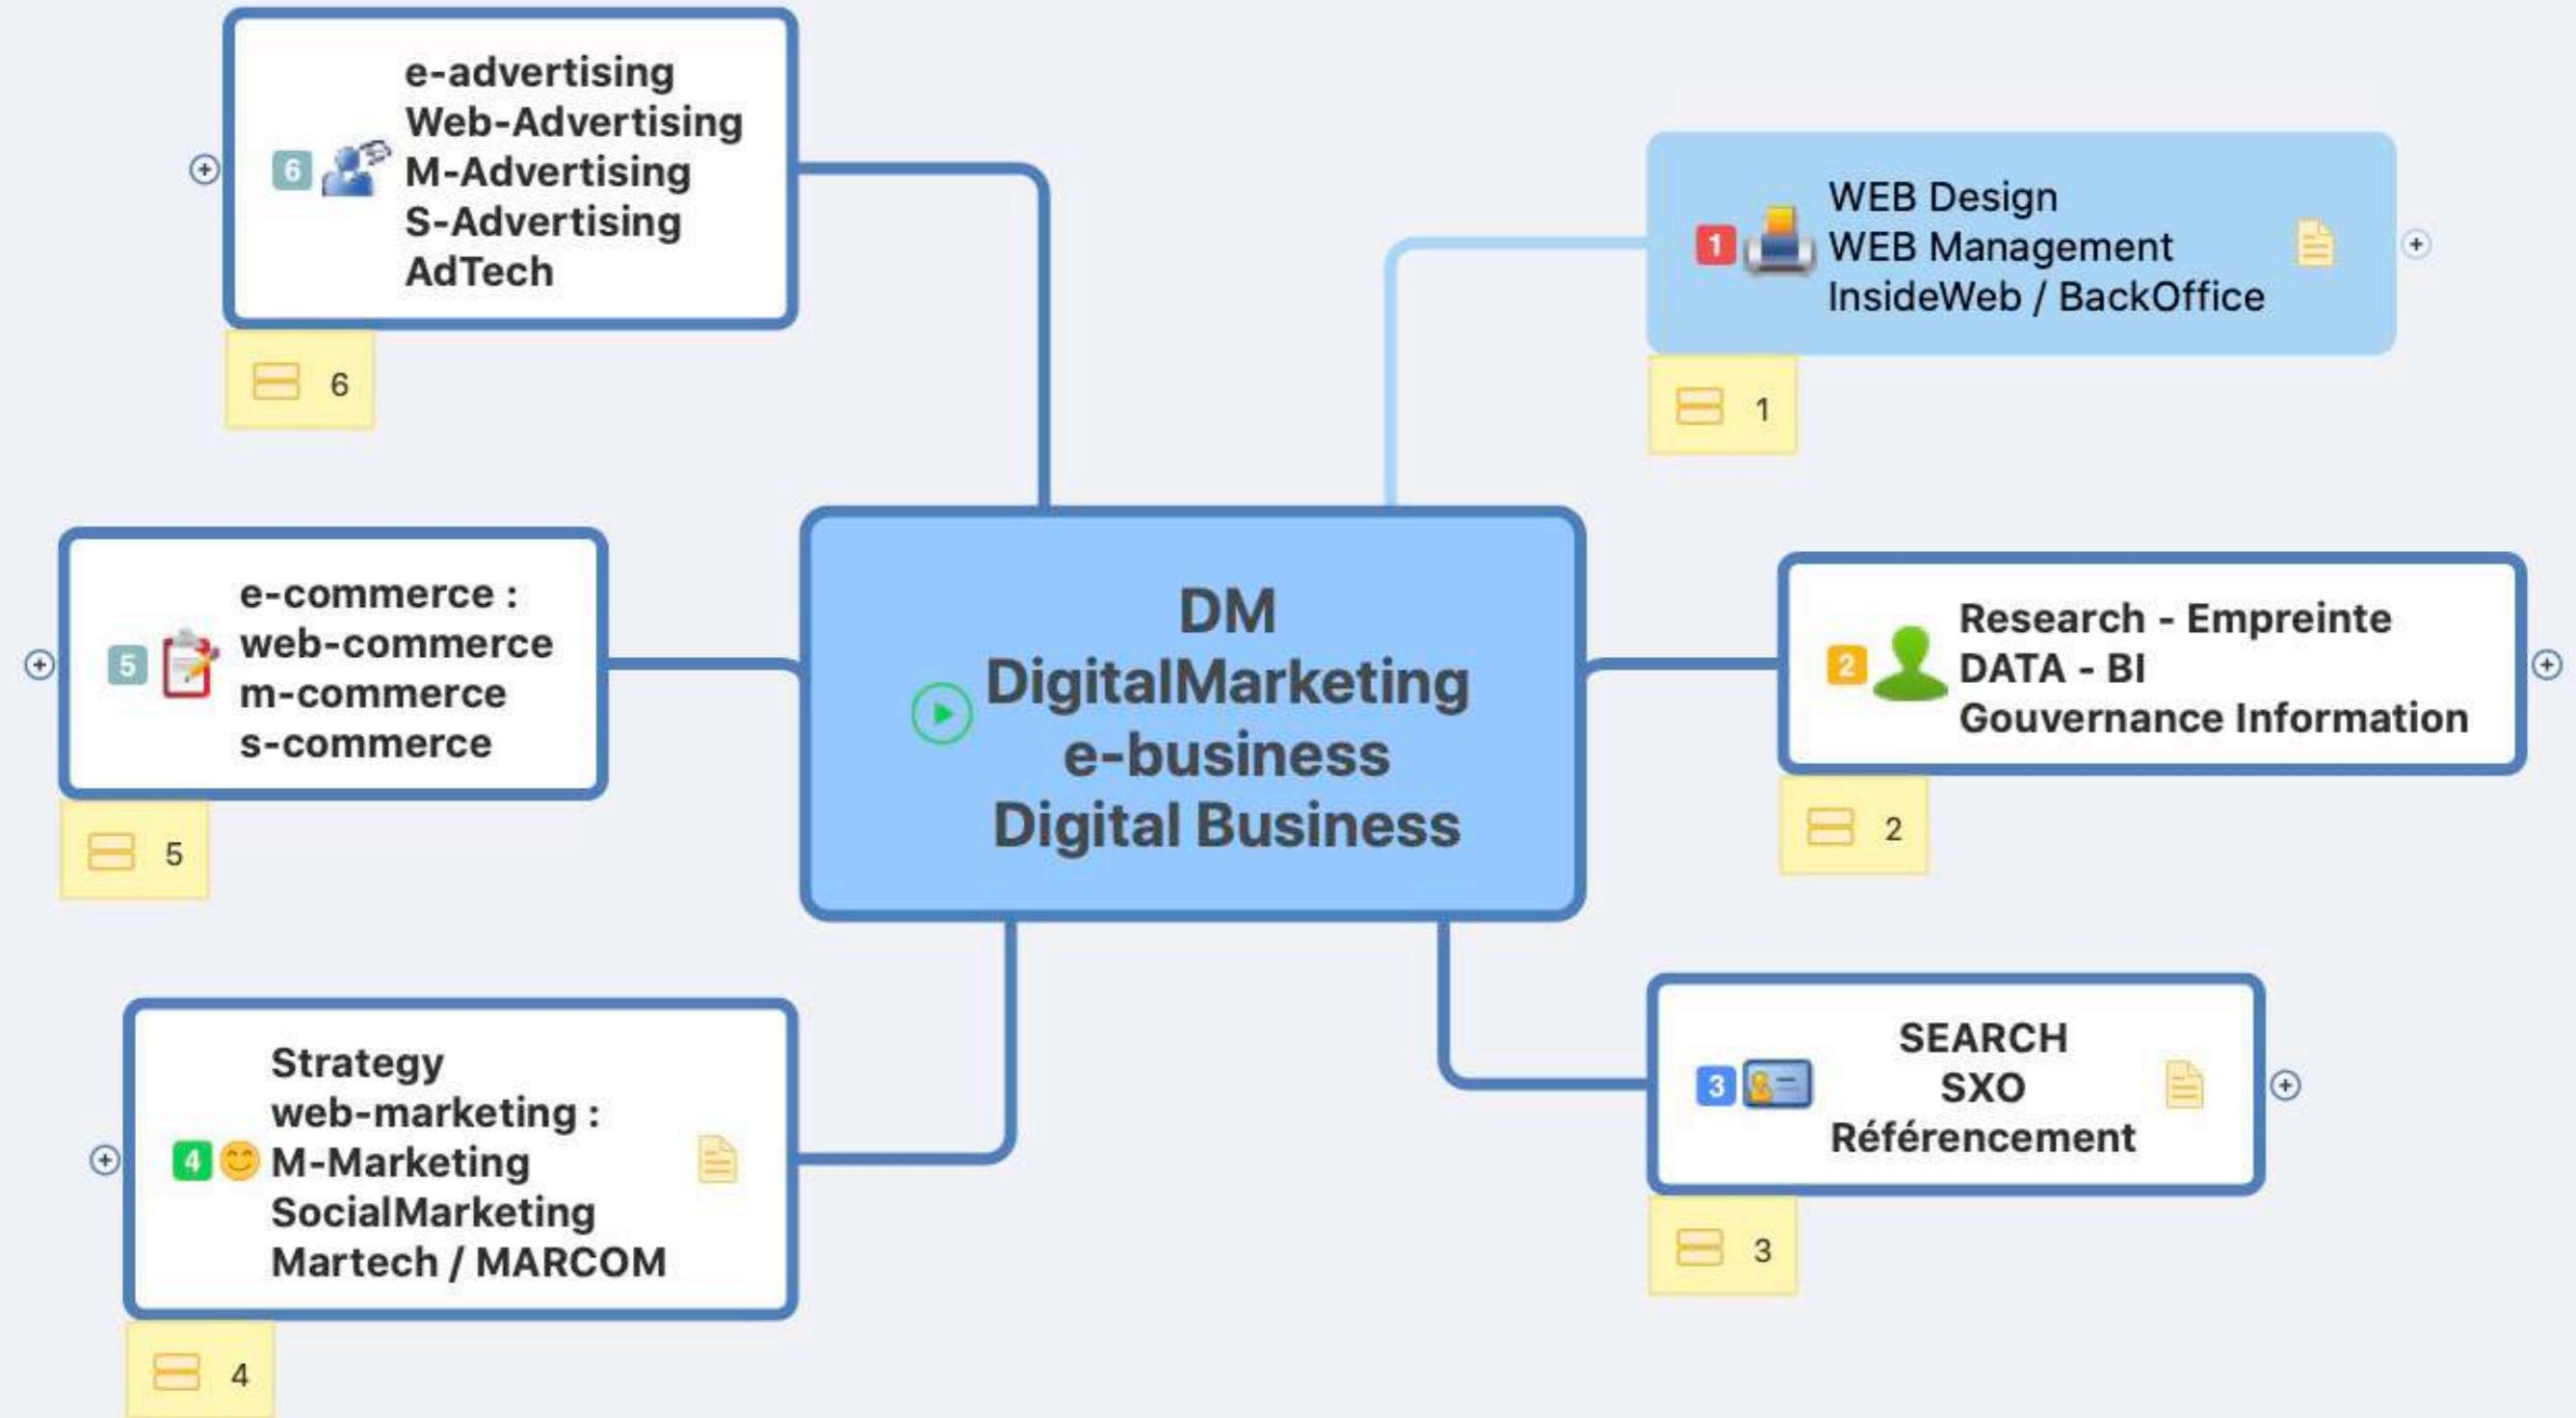 DM
DigitalMarketing
e-business
Digital Business
1
WEB Design
WEB Management
InsideWeb / BackOffice
1
2
Research - Empreinte
DATA - BI
Gouvernance Information
2
3
SEARCH
SXO
Référencement
3
4
Strategy
web-marketing :
M-Marketing
SocialMarketing
Martech / MARCOM
4
5
e-commerce :
web-commerce
m-commerce
s-commerce
5
6
e-advertising
Web-Advertising
M-Advertising
S-Advertising
AdTech
6